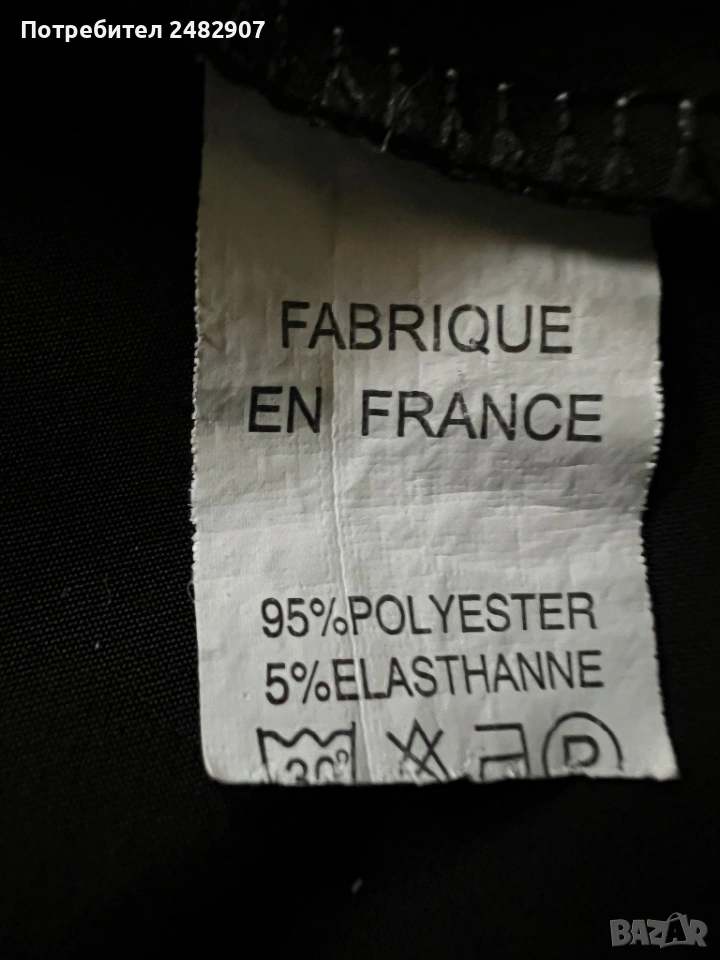 Потребител 2482907
FABRIQUE
EN FRANCE
95%POLYESTER
5%ELASTHANNE
30°
P
BAZAR